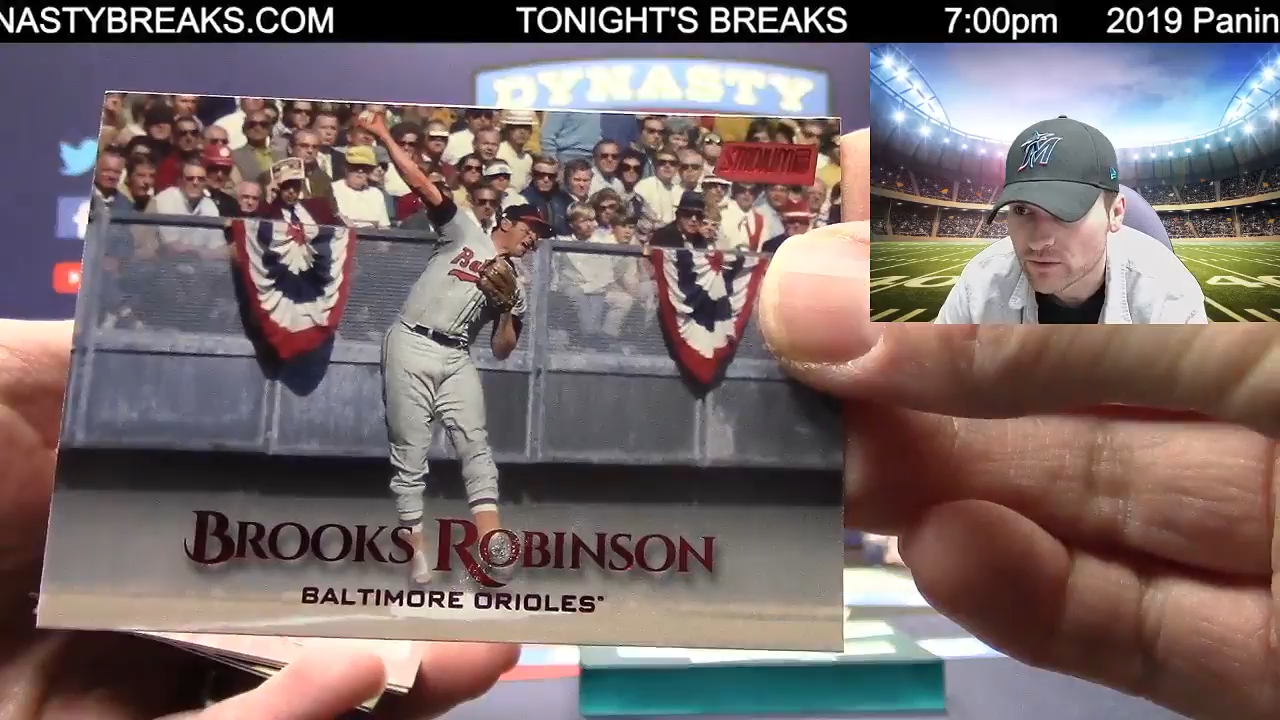 NASTYBREAKS.COM TONIGHT'S BREAKS 7:00pm 2019 Panin
DYNASTY
STADIUM
BROOKS ROBINSON
BALTIMORE ORIOLES